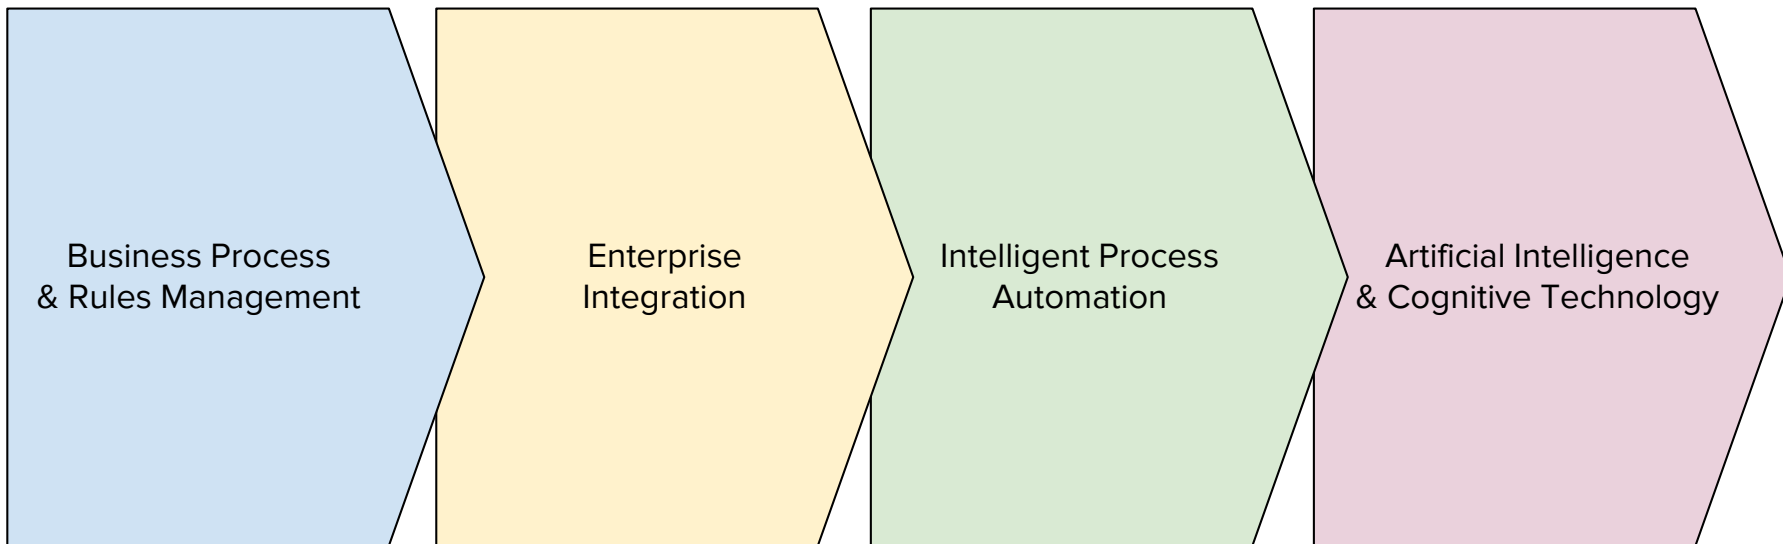 Business Process
& Rules Management
Enterprise
Integration
Intelligent Process
Automation
Artificial Intelligence
& Cognitive Technology